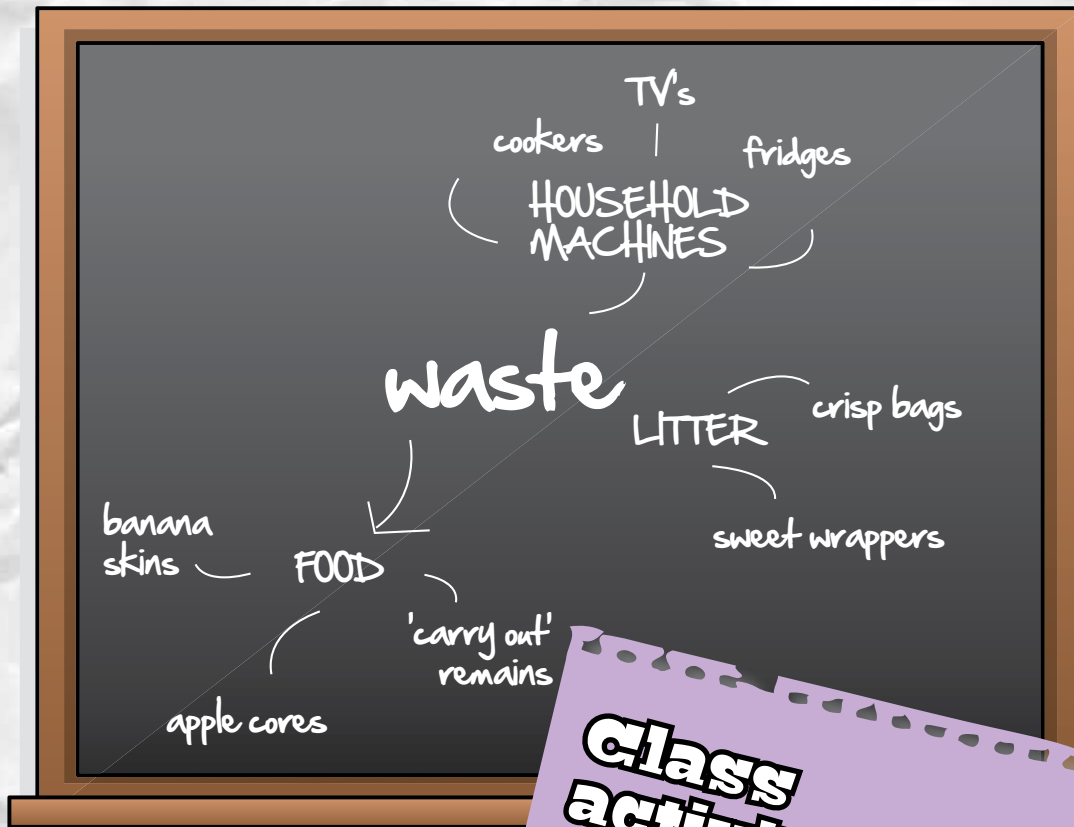 TV's
cookers
fridges
HOUSEHOLD
MACHINES
waste
crisp bags
LITTER
sweet wrappers
banana
skins
FOOD
'carry out'
remains
apple cores
Class